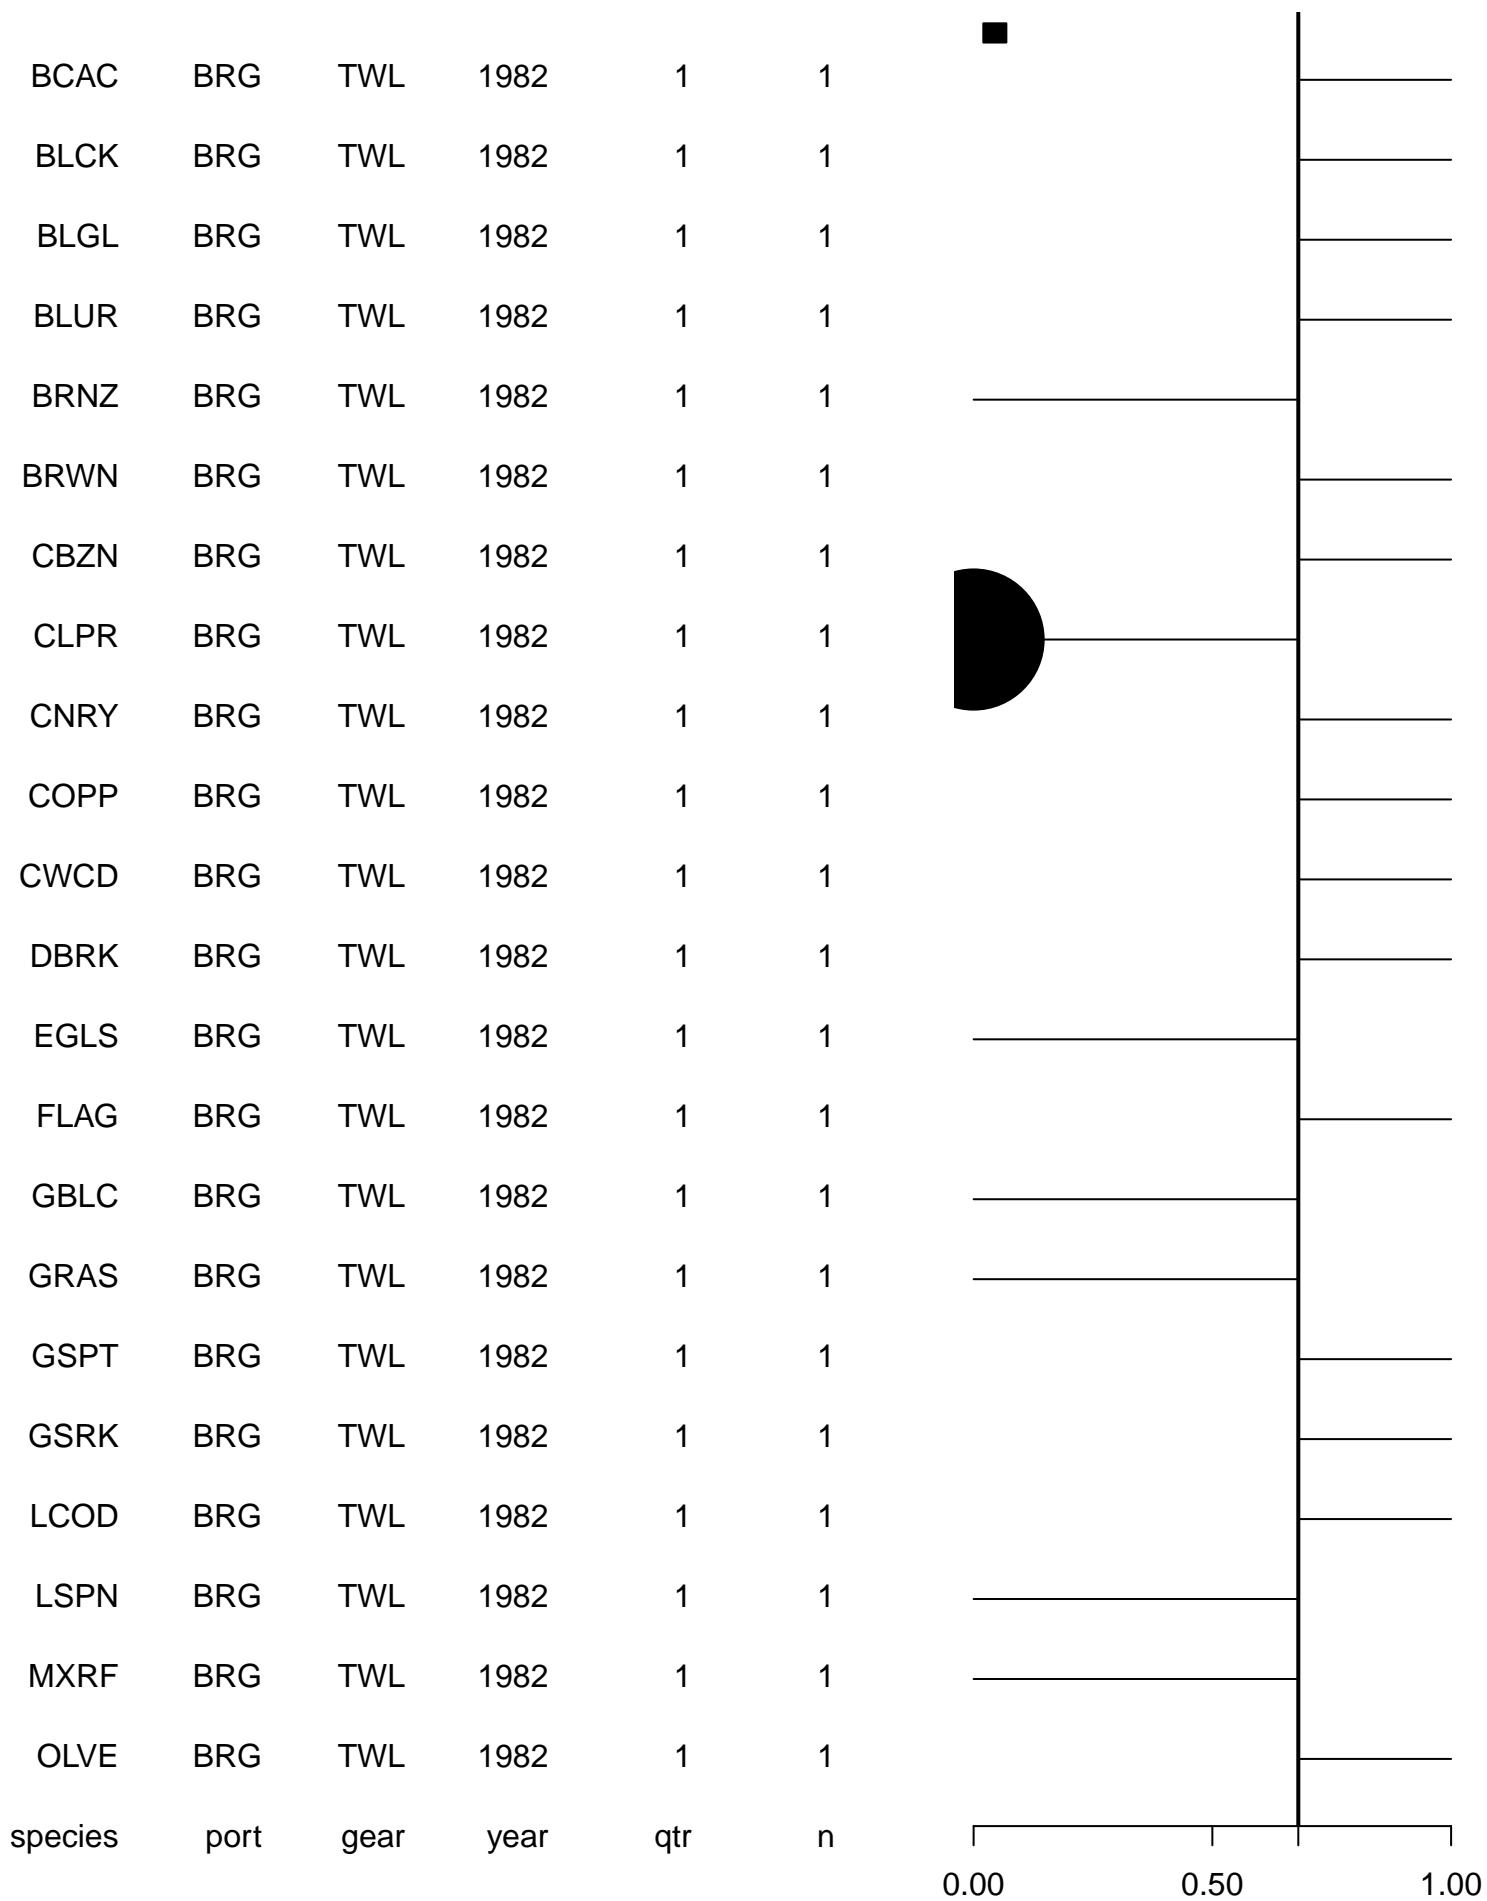 BCAC BRG TWL 1982 1 1
BLCK BRG TWL 1982 1 1
BLGL BRG TWL 1982 1 1
BLUR BRG TWL 1982 1 1
BRNZ BRG TWL 1982 1 1
BRWN BRG TWL 1982 1 1
CBZN BRG TWL 1982 1 1
CLPR BRG TWL 1982 1 1
CNRY BRG TWL 1982 1 1
COPP BRG TWL 1982 1 1
CWCD BRG TWL 1982 1 1
DBRK BRG TWL 1982 1 1
EGLS BRG TWL 1982 1 1
FLAG BRG TWL 1982 1 1
GBLC BRG TWL 1982 1 1
GRAS BRG TWL 1982 1 1
GSPT BRG TWL 1982 1 1
GSRK BRG TWL 1982 1 1
LCOD BRG TWL 1982 1 1
LSPN BRG TWL 1982 1 1
MXRF BRG TWL 1982 1 1
OLVE BRG TWL 1982 1 1
species port gear year qtr n
0.00 0.50 1.00